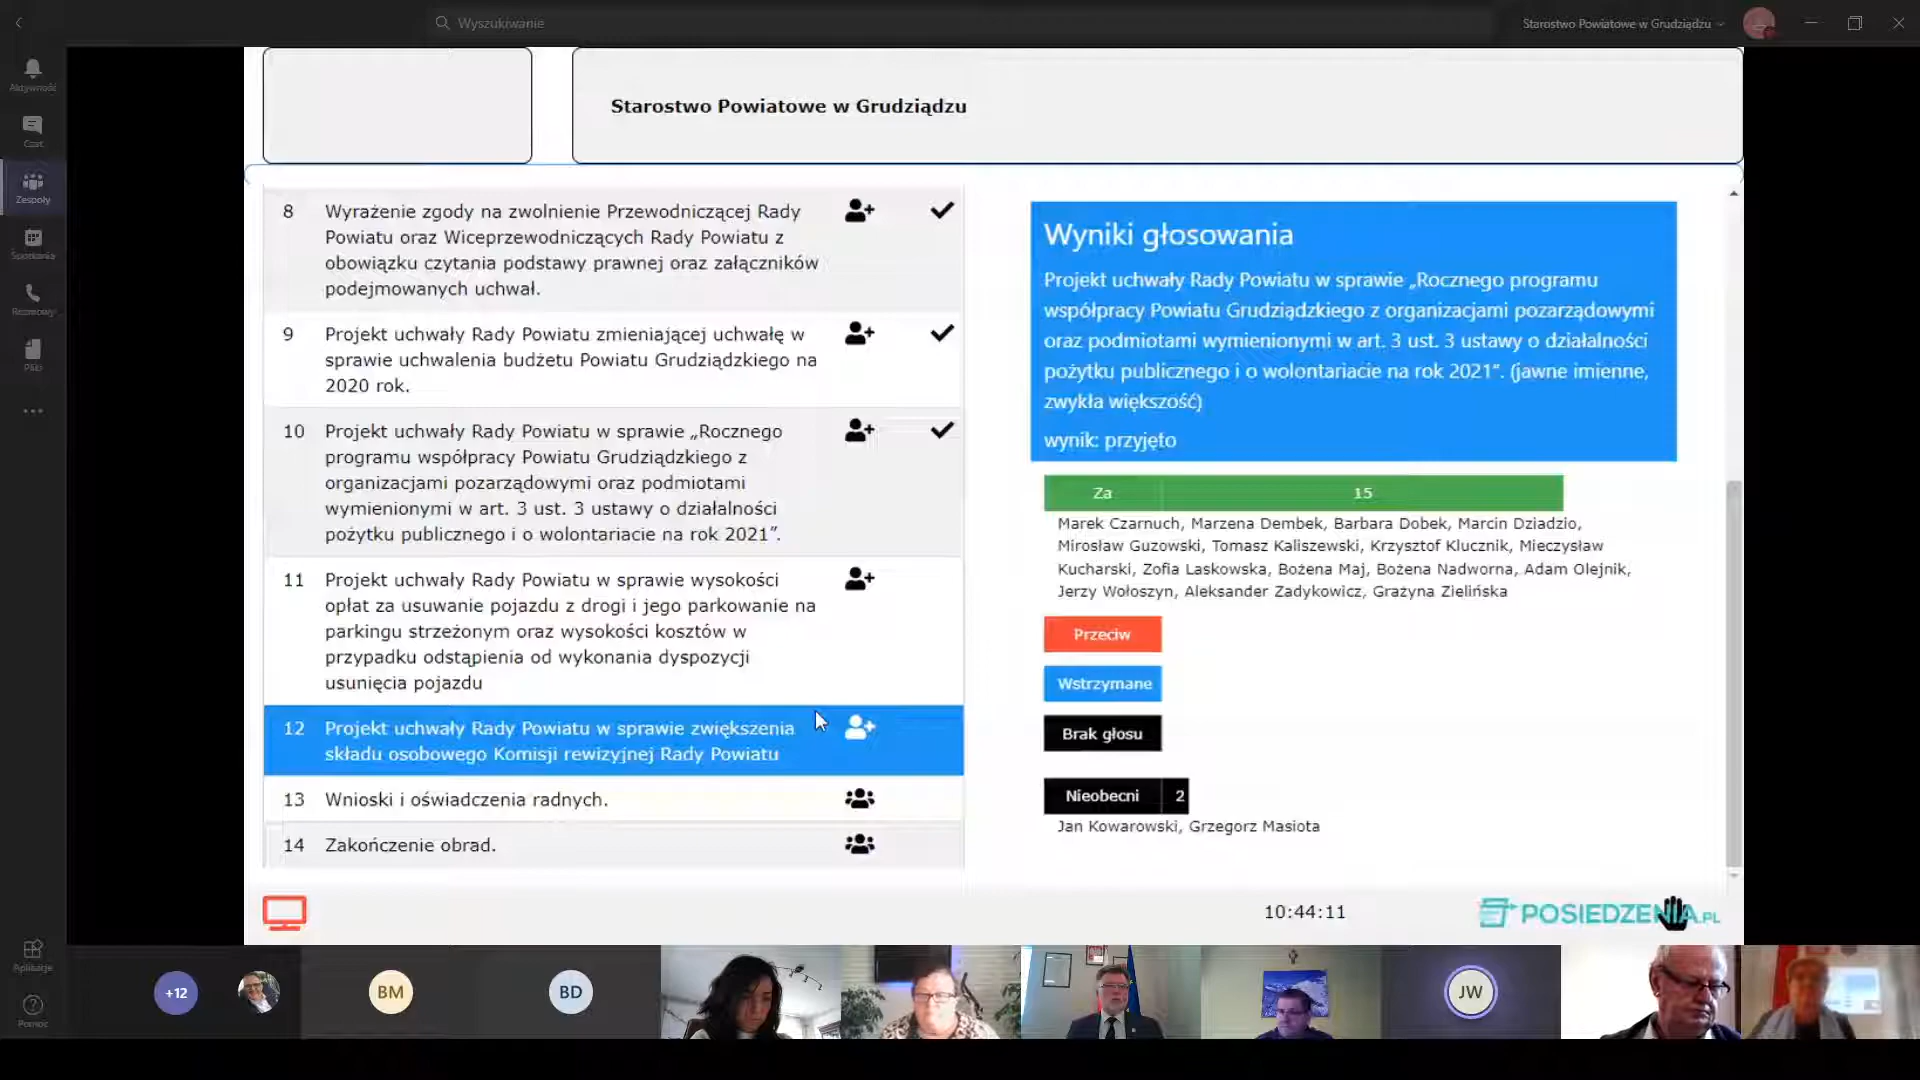 Wyszukiwanie
Starostwo Powiatowe w Grudziądzu
Aktywność
Czat
Zespoły
Spotkania
Rozmowy
Pliki
Aplikacje
Pomoc
Starostwo Powiatowe w Grudziądzu
8 Wyrażenie zgody na zwolnienie Przewodniczącej Rady
Powiatu oraz Wiceprzewodniczących Rady Powiatu z
obowiązku czytania podstawy prawnej oraz załączników
podejmowanych uchwał.
9 Projekt uchwały Rady Powiatu zmieniającej uchwałę w
sprawie uchwalenia budżetu Powiatu Grudziądzkiego na
2020 rok.
10 Projekt uchwały Rady Powiatu w sprawie „Rocznego
programu współpracy Powiatu Grudziądzkiego z
organizacjami pozarządowymi oraz podmiotami
wymienionymi w art. 3 ust. 3 ustawy o działalności
pożytku publicznego i o wolontariacie na rok 2021”.
11 Projekt uchwały Rady Powiatu w sprawie wysokości
opłat za usuwanie pojazdu z drogi i jego parkowanie na
parkingu strzeżonym oraz wysokości kosztów w
przypadku odstąpienia od wykonania dyspozycji
usunięcia pojazdu
12 Projekt uchwały Rady Powiatu w sprawie zwiększenia
składu osobowego Komisji rewizyjnej Rady Powiatu
13 Wnioski i oświadczenia radnych.
14 Zakończenie obrad.
Wyniki głosowania
Projekt uchwały Rady Powiatu w sprawie „Rocznego programu
współpracy Powiatu Grudziądzkiego z organizacjami pozarządowymi
oraz podmiotami wymienionymi w art. 3 ust. 3 ustawy o działalności
pożytku publicznego i o wolontariacie na rok 2021”. (jawne imienne,
zwykła większość)
wynik: przyjęto
Za 15
Marek Czarnuch, Marzena Dembek, Barbara Dobek, Marcin Dziadzio,
Mirosław Guzowski, Tomasz Kaliszewski, Krzysztof Klucznik, Mieczysław
Kucharski, Zofia Laskowska, Bożena Maj, Bożena Nadworna, Adam Olejnik,
Jerzy Wołoszyn, Aleksander Zadykowicz, Grażyna Zielińska
Przeciw
Wstrzymane
Brak głosu
Nieobecni 2
Jan Kowarowski, Grzegorz Masiota
10:44:11
POSIEDZENIA.PL
+12
BM
BD
JW